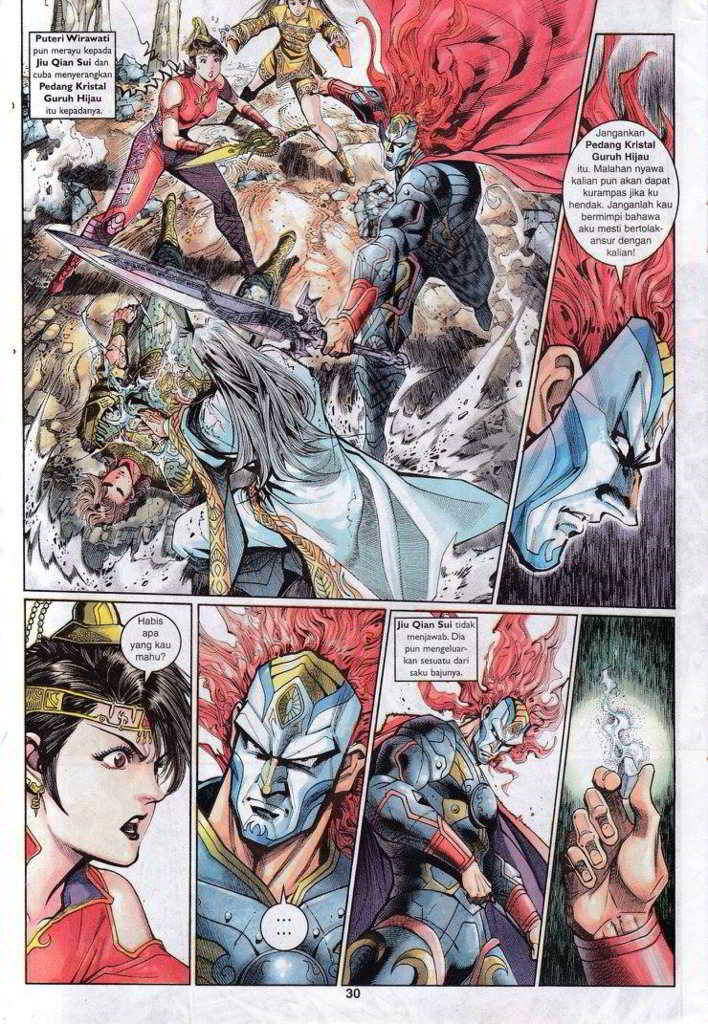 Puteri Wirawati
pun merayu kepada
Jiu Qian Sui dan
cuba menyerangkan
Pedang Kristal
Guruh Hijau
itu kepadanya.
Jangankan
Pedang Kristal
Guruh Hijau
itu. Malahan nyawa
kalian pun akan dapat
kurampas jika ku
hendak. Janganlah kau
bermimpi bahawa
aku mesti bertolak-
ansur dengan
kalian!
Habis
apa
yang kau
mahu?
...
...
Jiu Qian Sui tidak
menjawab. Dia
pun mengeluar-
kan sesuatu dari
saku bajunya.
30